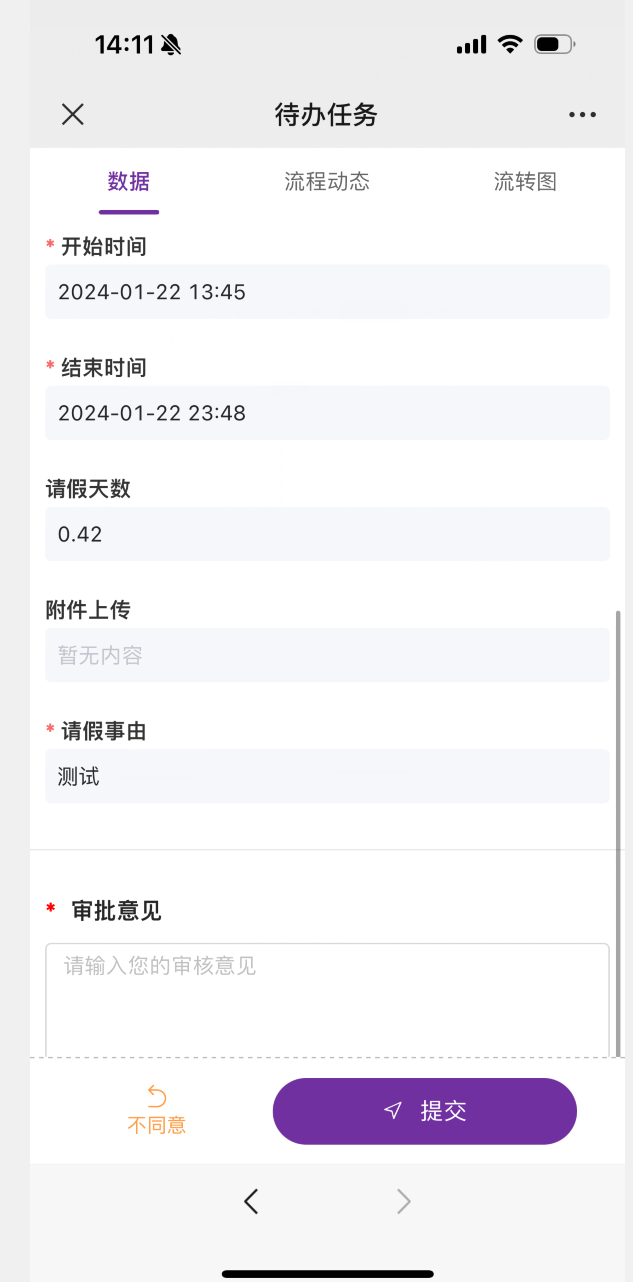 14:11
待办任务
数据 流程动态 流转图
* 开始时间
2024-01-22 13:45
* 结束时间
2024-01-22 23:48
请假天数
0.42
附件上传
暂无内容
* 请假事由
测试
* 审批意见
请输入您的审核意见
不同意
提交